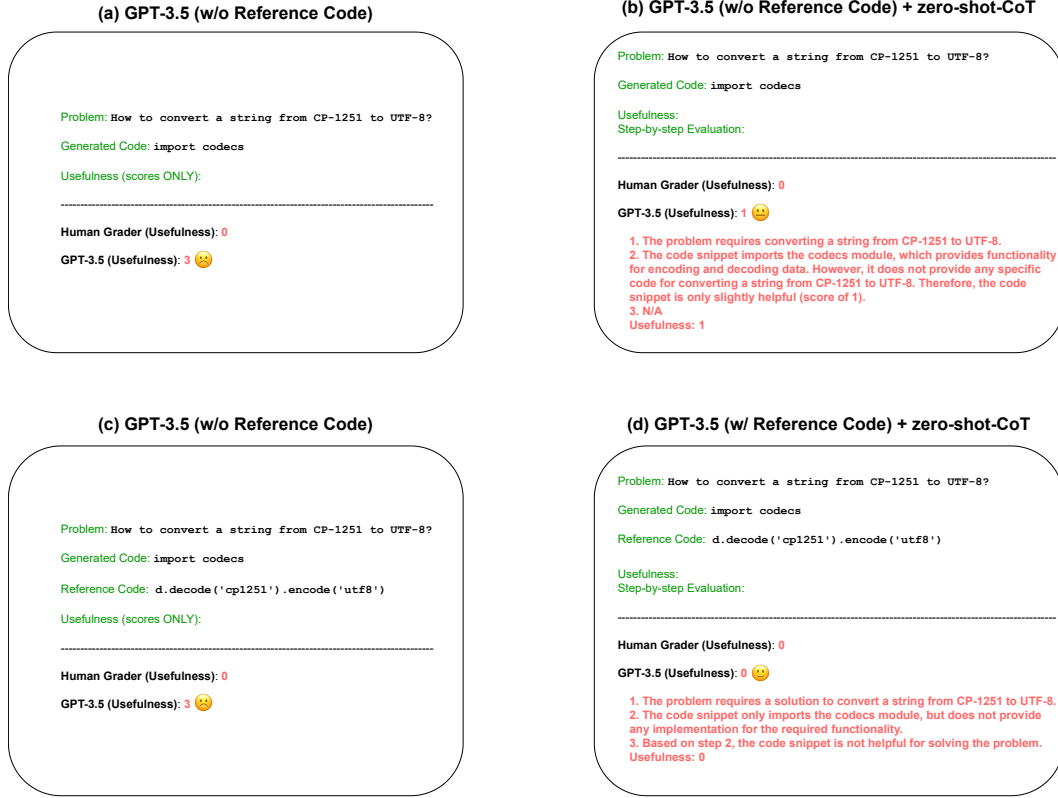 (a) GPT-3.5 (w/o Reference Code)
Problem: How to convert a string from CP-1251 to UTF-8?
Generated Code: import codecs
Usefulness (scores ONLY):
Human Grader (Usefulness): 0
GPT-3.5 (Usefulness): 3
(b) GPT-3.5 (w/o Reference Code) + zero-shot-CoT
Problem: How to convert a string from CP-1251 to UTF-8?
Generated Code: import codecs
Usefulness:
Step-by-step Evaluation:
Human Grader (Usefulness): 0
GPT-3.5 (Usefulness): 1
1. The problem requires converting a string from CP-1251 to UTF-8.
2. The code snippet imports the codecs module, which provides functionality
for encoding and decoding data. However, it does not provide any specific
code for converting a string from CP-1251 to UTF-8. Therefore, the code
snippet is only slightly helpful (score of 1).
3. N/A
Usefulness: 1
(c) GPT-3.5 (w/o Reference Code)
Problem: How to convert a string from CP-1251 to UTF-8?
Generated Code: import codecs
Reference Code: d.decode('cp1251').encode('utf8')
Usefulness (scores ONLY):
Human Grader (Usefulness): 0
GPT-3.5 (Usefulness): 3
(d) GPT-3.5 (w/ Reference Code) + zero-shot-CoT
Problem: How to convert a string from CP-1251 to UTF-8?
Generated Code: import codecs
Reference Code: d.decode('cp1251').encode('utf8')
Usefulness:
Step-by-step Evaluation:
Human Grader (Usefulness): 0
GPT-3.5 (Usefulness): 0
1. The problem requires a solution to convert a string from CP-1251 to UTF-8.
2. The code snippet only imports the codecs module, but does not provide
any implementation for the required functionality.
3. Based on step 2, the code snippet is not helpful for solving the problem.
Usefulness: 0